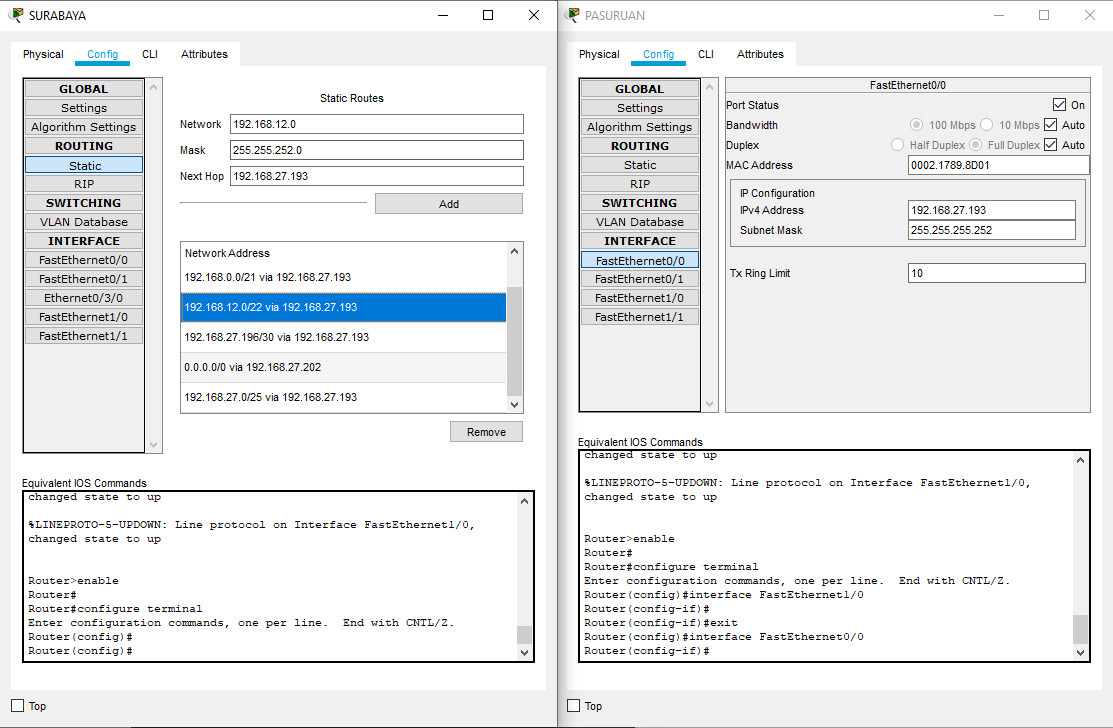 SURABAYA
Physical Config CLI Attributes
GLOBAL
Settings
Algorithm Settings
ROUTING
Static
RIP
SWITCHING
VLAN Database
INTERFACE
FastEthernet0/0
FastEthernet0/1
Ethernet0/3/0
FastEthernet1/0
FastEthernet1/1
Static Routes
Network 192.168.12.0
Mask 255.255.252.0
Next Hop 192.168.27.193
Add
Network Address
192.168.0.0/21 via 192.168.27.193
192.168.12.0/22 via 192.168.27.193
192.168.27.196/30 via 192.168.27.193
0.0.0.0/0 via 192.168.27.202
192.168.27.0/25 via 192.168.27.193
Remove
Equivalent IOS Commands
changed state to up
%LINEPROTO-5-UPDOWN: Line protocol on Interface FastEthernet1/0,
changed state to up
Router>enable
Router#
Router#configure terminal
Enter configuration commands, one per line.  End with CNTL/Z.
Router(config)#
Router(config)#
Top
PASURUAN
Physical Config CLI Attributes
GLOBAL
Settings
Algorithm Settings
ROUTING
Static
RIP
SWITCHING
VLAN Database
INTERFACE
FastEthernet0/0
FastEthernet0/1
FastEthernet1/0
FastEthernet1/1
FastEthernet0/0
Port Status On
Bandwidth 100 Mbps 10 Mbps Auto
Duplex Half Duplex Full Duplex Auto
MAC Address 0002.1789.8D01
IP Configuration
IPv4 Address 192.168.27.193
Subnet Mask 255.255.255.252
Tx Ring Limit 10
Equivalent IOS Commands
changed state to up
%LINEPROTO-5-UPDOWN: Line protocol on Interface FastEthernet1/0,
changed state to up
Router>enable
Router#
Router#configure terminal
Enter configuration commands, one per line.  End with CNTL/Z.
Router(config)#interface FastEthernet1/0
Router(config-if)#
Router(config-if)#exit
Router(config)#interface FastEthernet0/0
Router(config-if)#
Top